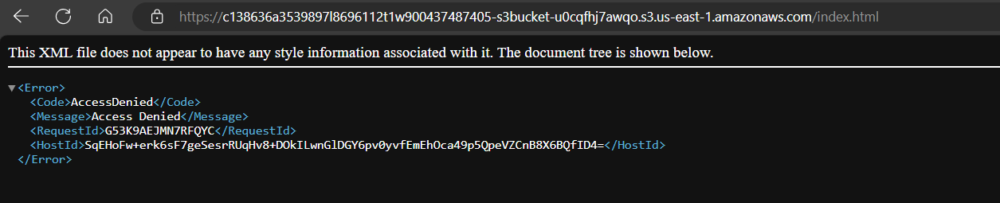 https://c138636a3539897l8696112t1w900437487405-s3bucket-u0cqfhj7awqo.s3.us-east-1.amazonaws.com/index.html
This XML file does not appear to have any style information associated with it. The document tree is shown below.
▼<Error>
<Code>AccessDenied</Code>
<Message>Access Denied</Message>
<RequestId>G53K9AEJMN7RFQYC</RequestId>
<HostId>SqEHoFw+erk6sF7geSesrRUqHv8+DOkILwnGlDGY6pv0yvfEmEhOca49p5QpeVZCnB8X6BQfID4=</HostId>
</Error>